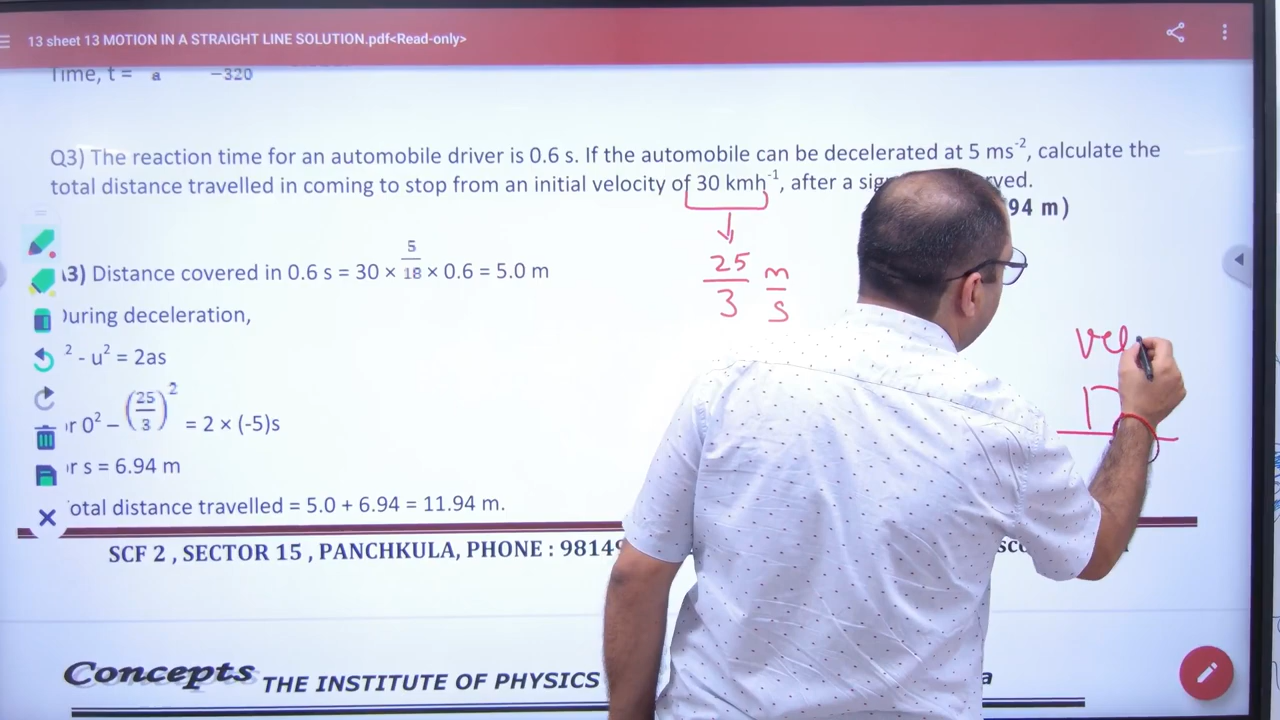 13 sheet 13 MOTION IN A STRAIGHT LINE SOLUTION.pdf<Read-only>
Time, t = a −320
Q3) The reaction time for an automobile driver is 0.6 s. If the automobile can be decelerated at 5 ms⁻², calculate the
total distance travelled in coming to stop from an initial velocity of 30 kmh⁻¹, after a sig rved.
94 m)
25/3 m/s
3) Distance covered in 0.6 s = 30 × 5/18 × 0.6 = 5.0 m
uring deceleration,
² - u² = 2as
r 0² − (25/3)² = 2 × (-5)s
r s = 6.94 m
otal distance travelled = 5.0 + 6.94 = 11.94 m.
SCF 2 , SECTOR 15 , PANCHKULA, PHONE : 9814
Concepts THE INSTITUTE OF PHYSICS a